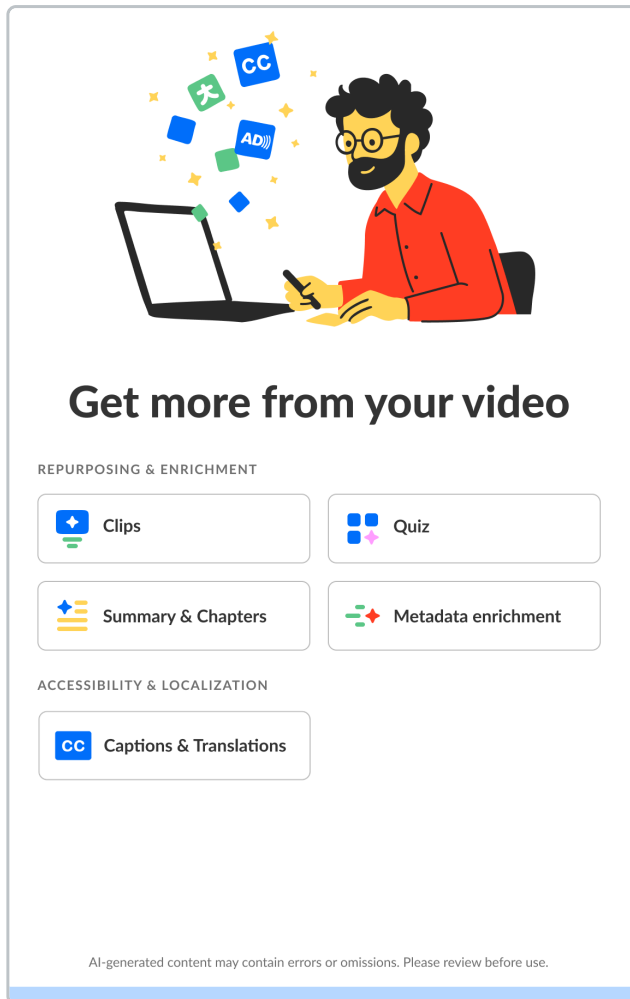 CC
AD
Get more from your video
REPURPOSING & ENRICHMENT
Clips
Quiz
Summary & Chapters
Metadata enrichment
ACCESSIBILITY & LOCALIZATION
CC
Captions & Translations
AI-generated content may contain errors or omissions. Please review before use.